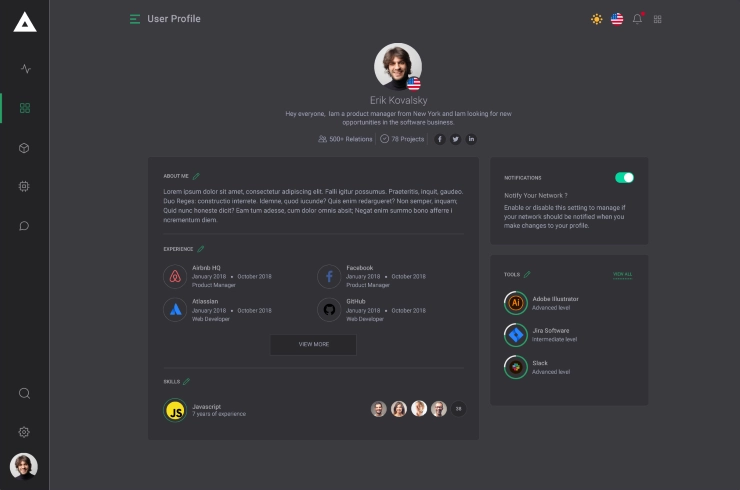 User Profile
Erik Kovalsky
Hey everyone, Iam a product manager from New York and Iam looking for new
opportunities in the software business.
500+ Relations
78 Projects
ABOUT ME
Lorem ipsum dolor sit amet, consectetur adipiscing elit. Falli igitur possumus. Praeteritis, inquit, gaudeo.
Duo Reges: constructio interrete. Idemne, quod iucunde? Quis enim redargueret? Non semper, inquam;
Quid nunc honeste dicit? Eam tum adesse, cum dolor omnis absit; Negat enim summo bono afferre i
ncrementum diem.
EXPERIENCE
Airbnb HQ
January 2018 • October 2018
Product Manager
Facebook
January 2018 • October 2018
Product Manager
Atlassian
January 2018 • October 2018
Web Developer
GitHub
January 2018 • October 2018
Web Developer
VIEW MORE
SKILLS
JS
Javascript
7 years of experience
NOTIFICATIONS
Notify Your Network ?
Enable or disable this setting to manage if
your network should be notified when you
make changes to your profile.
TOOLS
VIEW ALL
Ai
Adobe Illustrator
Advanced level
Jira Software
Intermediate level
Slack
Advanced level